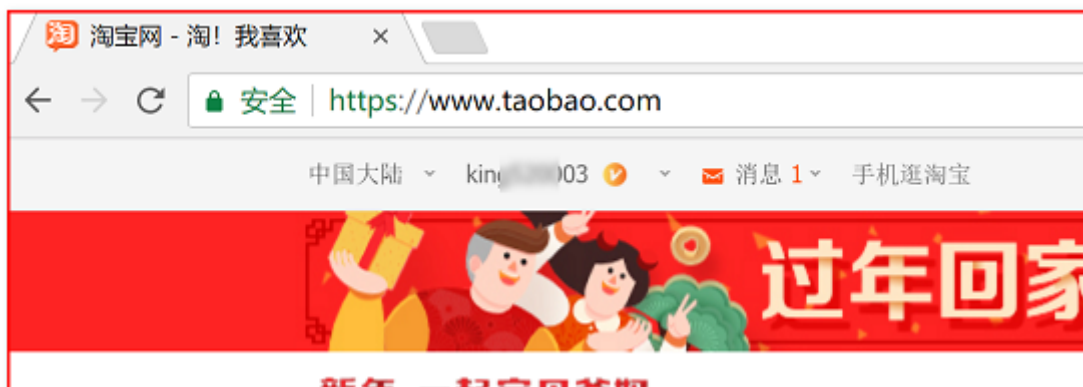 淘 淘宝网 - 淘！我喜欢
安全 https://www.taobao.com
中国大陆 消息 1 手机逛淘宝
过年回家